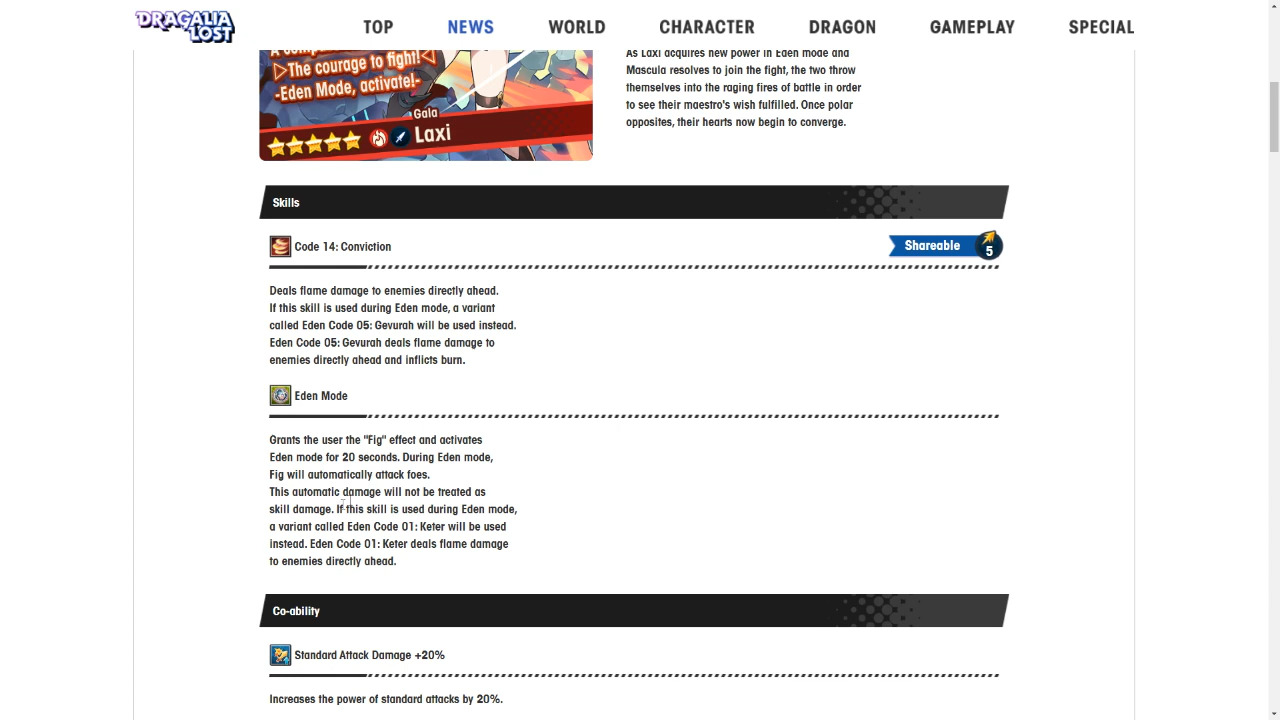 DRAGALIA LOST
TOP NEWS WORLD CHARACTER DRAGON GAMEPLAY SPECIAL
▷The courage to fight!◁
-Eden Mode, activate!-
Gala
Laxi
As Laxi acquires new power in Eden mode and
Mascula resolves to join the fight, the two throw
themselves into the raging fires of battle in order
to see their maestro's wish fulfilled. Once polar
opposites, their hearts now begin to converge.
Skills
Code 14: Conviction
Shareable 5
Deals flame damage to enemies directly ahead.
If this skill is used during Eden mode, a variant
called Eden Code 05: Gevurah will be used instead.
Eden Code 05: Gevurah deals flame damage to
enemies directly ahead and inflicts burn.
Eden Mode
Grants the user the "Fig" effect and activates
Eden mode for 20 seconds. During Eden mode,
Fig will automatically attack foes.
This automatic damage will not be treated as
skill damage. If this skill is used during Eden mode,
a variant called Eden Code 01: Keter will be used
instead. Eden Code 01: Keter deals flame damage
to enemies directly ahead.
Co-ability
Standard Attack Damage +20%
Increases the power of standard attacks by 20%.